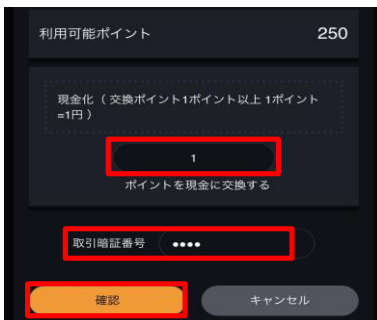 利用可能ポイント 250
現金化（交換ポイント1ポイント以上 1ポイント
=1円）
1
ポイントを現金に交換する
取引暗証番号 ••••
確認 キャンセル